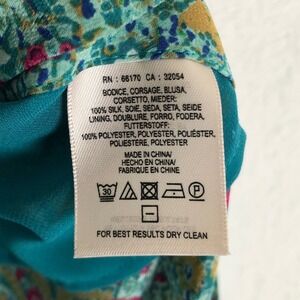 RN : 66170 CA : 32054
BODICE, CORSAGE, BLUSA,
CORSETTO, MIEDER:
100% SILK, SOIE, SEDA, SETA, SEIDE
LINING, DOUBLURE, FORRO, FODERA,
FUTTERSTOFF:
100% POLYESTER, POLYESTER, POLIÉSTER,
POLIESTERE, POLYESTER
MADE IN CHINA/
HECHO EN CHINA/
FABRIQUE EN CHINE
30
P
FOR BEST RESULTS DRY CLEAN